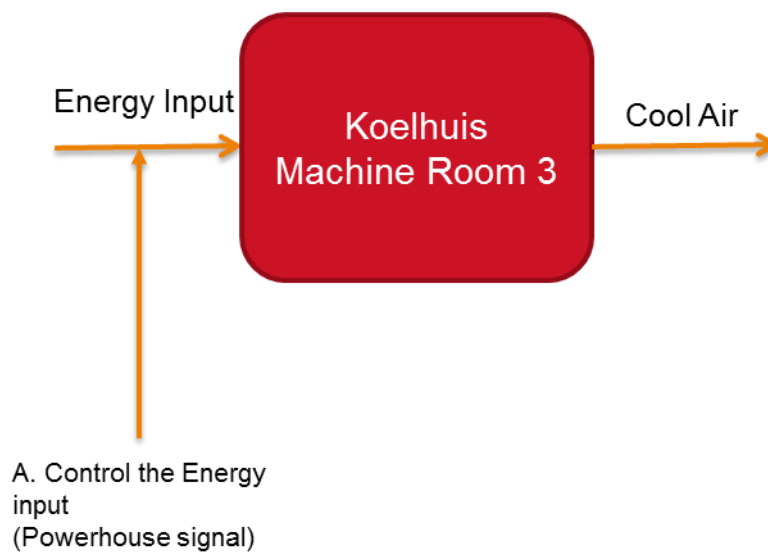 Energy Input
Koelhuis
Machine Room 3
Cool Air
A. Control the Energy
input
(Powerhouse signal)